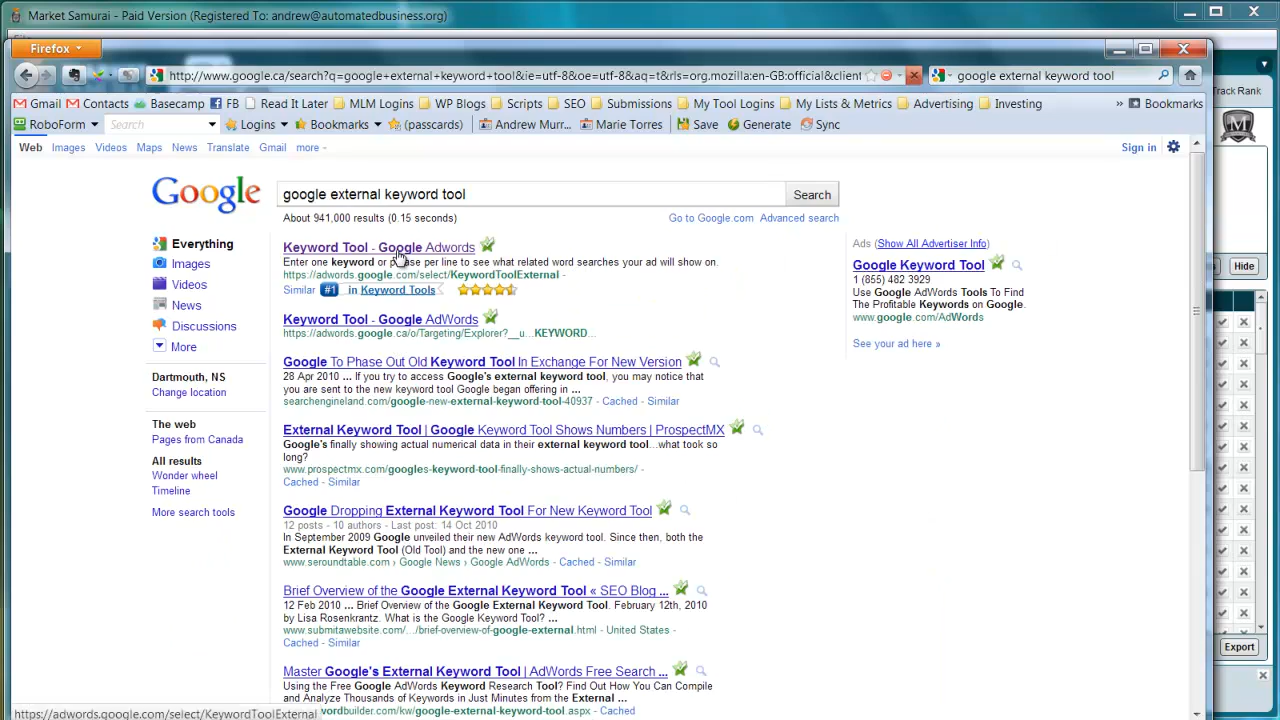 Market Samurai - Paid Version (Registered To: andrew@automatedbusiness.org)
Firefox
http://www.google.ca/search?q=google+external+keyword+tool&ie=utf-8&oe=utf-8&aq=t&rls=org.mozilla:en-GB:official&client
google external keyword tool
Gmail Contacts Basecamp FB Read It Later MLM Logins WP Blogs Scripts SEO Submissions My Tool Logins My Lists & Metrics Advertising Investing » Bookmarks
Track Rank
RoboForm Search Logins Bookmarks (passcards) Andrew Mur... Marie Torres Save Generate Sync
Web Images Videos Maps News Translate Gmail more
Sign in
Google
google external keyword tool
Search
About 941,000 results (0.15 seconds)
Go to Google.com Advanced search
Everything
Images
Videos
News
Discussions
More
Dartmouth, NS
Change location
The web
Pages from Canada
All results
Wonder wheel
Timeline
More search tools
Keyword Tool - Google Adwords
Enter one keyword or phrase per line to see what related word searches your ad will show on.
https://adwords.google.com/select/KeywordToolExternal -
Similar #1 in Keyword Tools
Keyword Tool - Google AdWords
https://adwords.google.ca/o/Targeting/Explorer?__u...KEYWORD...
Google To Phase Out Old Keyword Tool In Exchange For New Version
28 Apr 2010 ... If you try to access Google's external keyword tool, you may notice that
you are sent to the new keyword tool Google began offering in ...
searchengineland.com/google-new-external-keyword-tool-40937 - Cached - Similar
External Keyword Tool | Google Keyword Tool Shows Numbers | ProspectMX
Google's finally showing actual numerical data in their external keyword tool...what took so
long?
www.prospectmx.com/googles-keyword-tool-finally-shows-actual-numbers/ -
Cached - Similar
Google Dropping External Keyword Tool For New Keyword Tool
12 posts - 10 authors - Last post: 14 Oct 2010
In September 2009 Google unveiled their new AdWords keyword tool. Since then, both the
External Keyword Tool (Old Tool) and the new one ...
www.seroundtable.com › Google News › Google AdWords - Cached - Similar
Brief Overview of the Google External Keyword Tool « SEO Blog ...
12 Feb 2010 ... Brief Overview of the Google External Keyword Tool. February 12th, 2010
by Lisa Rosenkrantz. What is the Google Keyword Tool? ...
www.submitawebsite.com/.../brief-overview-of-google-external.html - United States -
Cached - Similar
Master Google's External Keyword Tool | AdWords Free Search ...
Using the Free Google AdWords Keyword Research Tool? Find Out How You Can Compile
and Analyze Thousands of Keywords in Just Minutes from the External ...
wordbuilder.com/kw/google-external-keyword-tool.aspx - Cached
Ads (Show All Advertiser Info)
Google Keyword Tool
1 (855) 482 3929
Use Google AdWords Tools To Find
The Profitable Keywords on Google.
www.google.com/AdWords
See your ad here »
Hide
Export
https://adwords.google.com/select/KeywordToolExternal